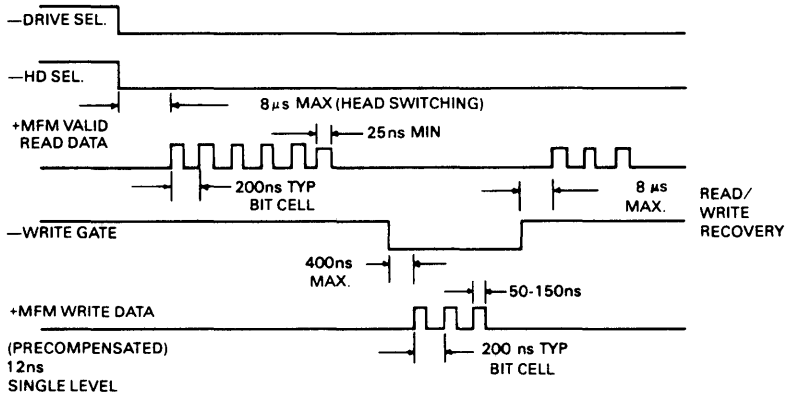 —DRIVE SEL.
—HD SEL.
8µs MAX (HEAD SWITCHING)
+MFM VALID
READ DATA
25ns MIN
200ns TYP
BIT CELL
8 µs
MAX.
READ/
WRITE
RECOVERY
—WRITE GATE
400ns
MAX.
50-150ns
+MFM WRITE DATA
(PRECOMPENSATED)
12ns
SINGLE LEVEL
200 ns TYP
BIT CELL